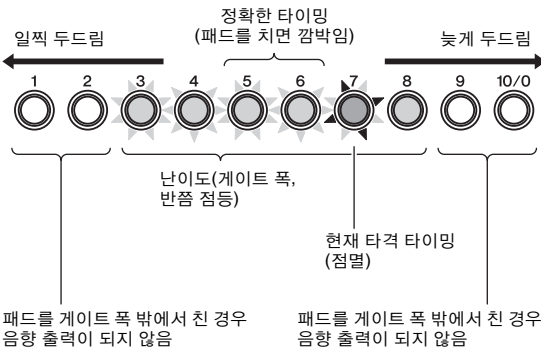 정확한 타이밍
(패드를 치면 깜박임)
일찍 두드림
늦게 두드림
1 2 3 4 5 6 7 8 9 10/0
난이도(게이트 폭,
반쯤 점등)
현재 타격 타이밍
(점멸)
패드를 게이트 폭 밖에서 친 경우
음향 출력이 되지 않음
패드를 게이트 폭 밖에서 친 경우
음향 출력이 되지 않음